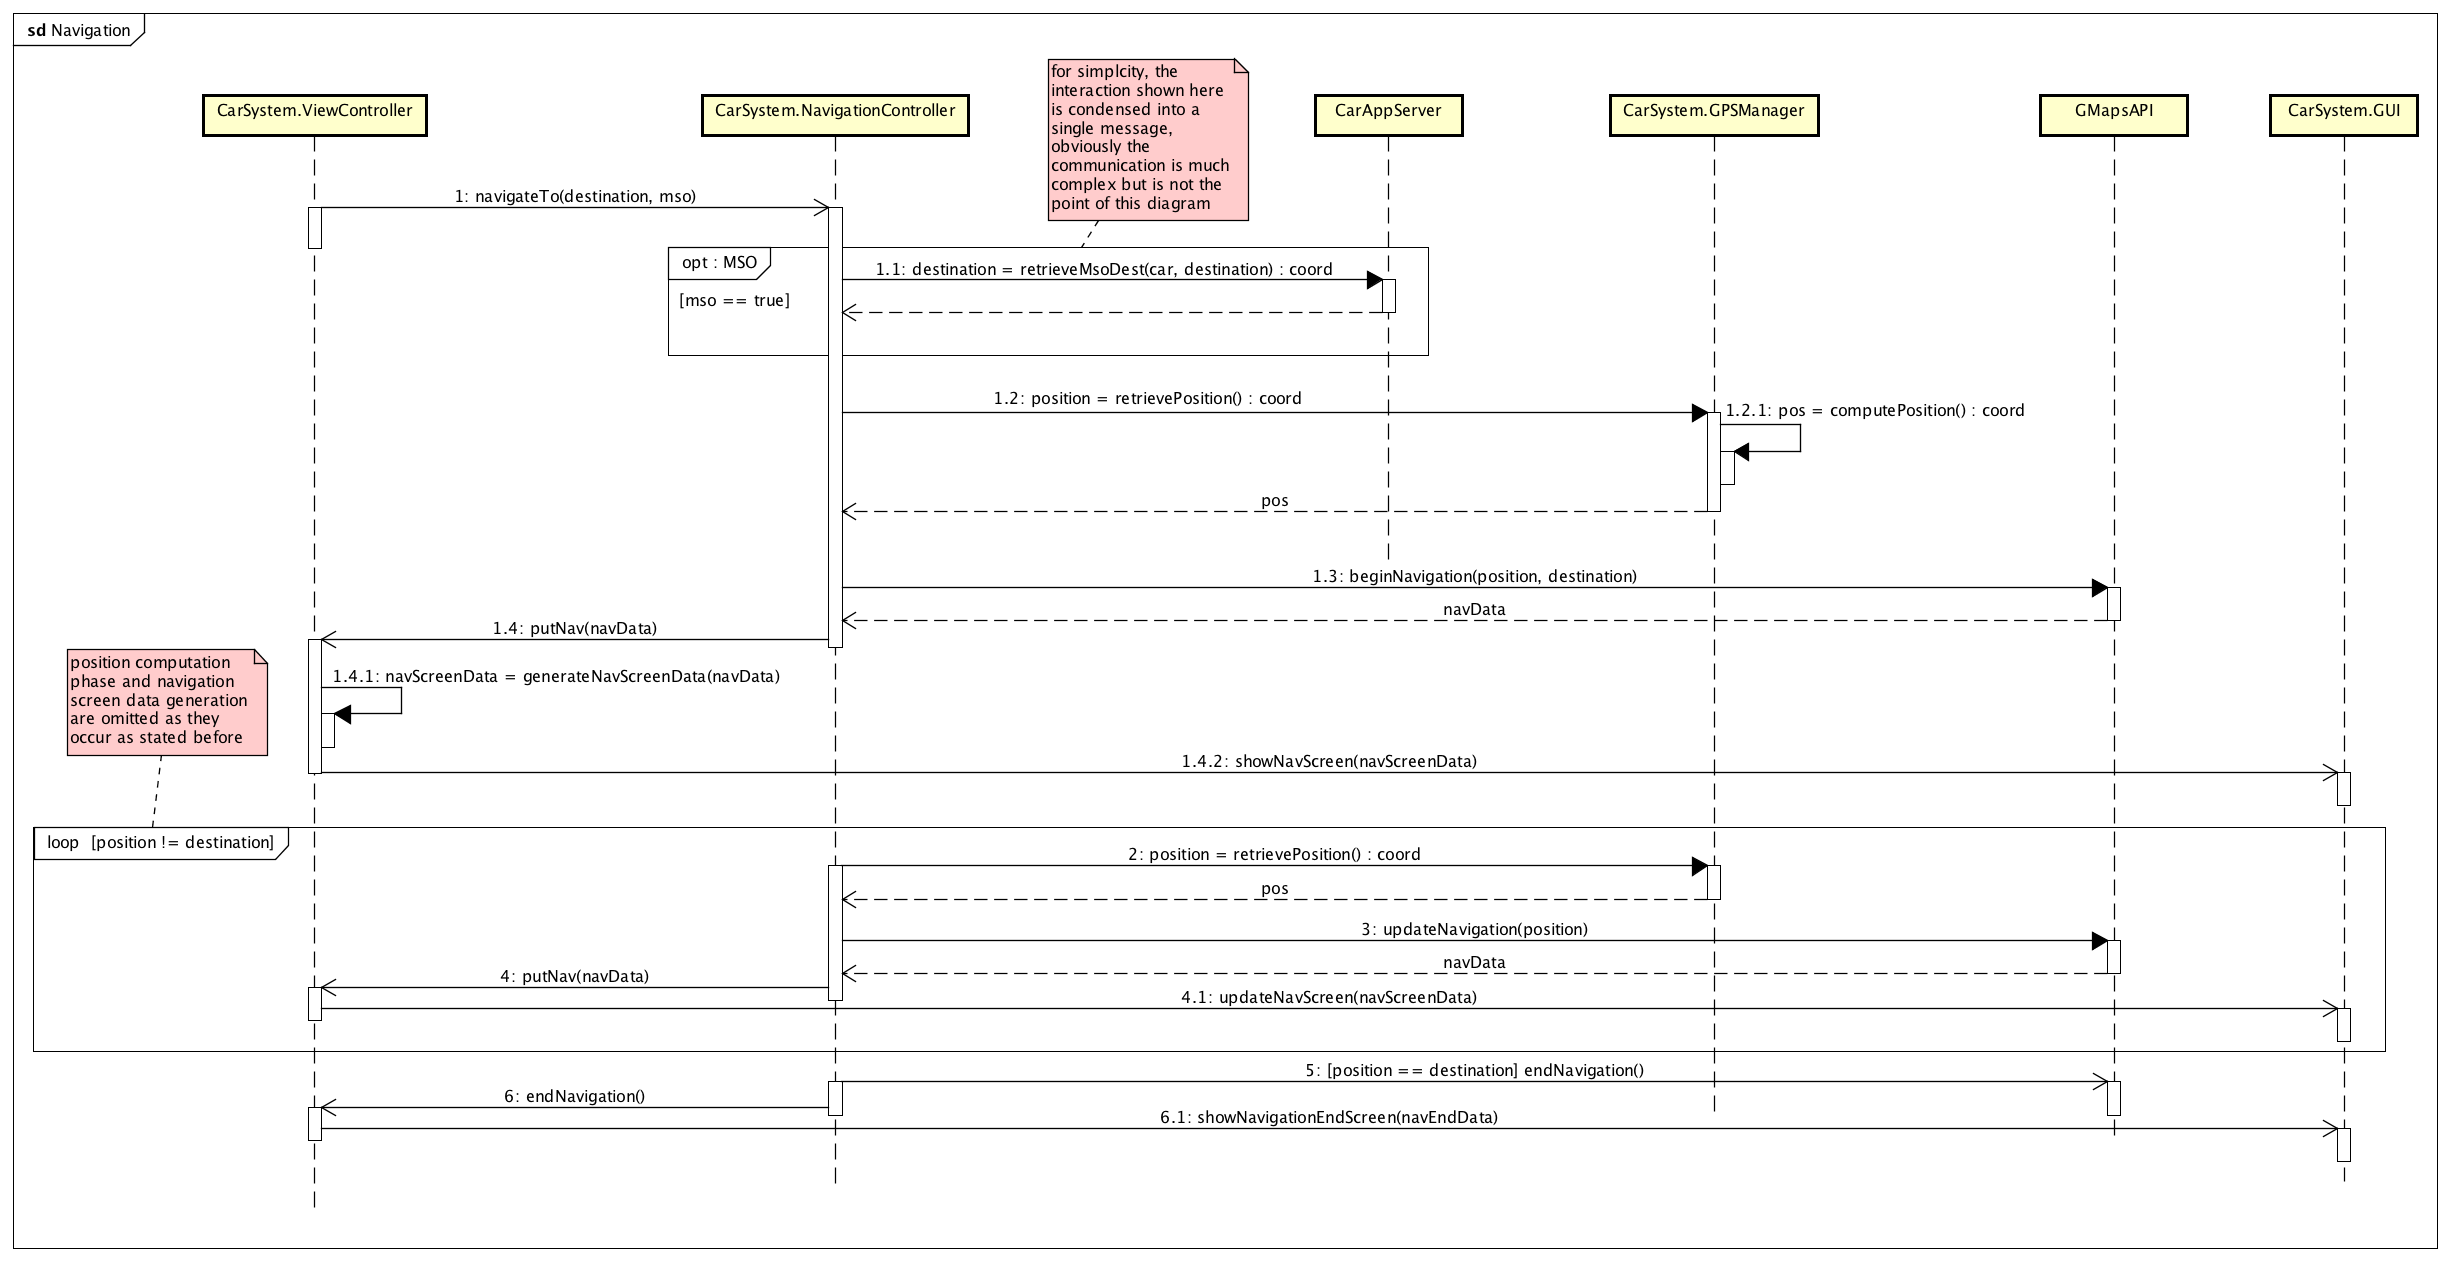 sd Navigation
for simplcity, the
interaction shown here
is condensed into a
single message,
obviously the
communication is much
complex but is not the
point of this diagram
CarSystem.ViewController
CarSystem.NavigationController
CarAppServer
CarSystem.GPSManager
GMapsAPI
CarSystem.GUI
1: navigateTo(destination, mso)
opt : MSO
[mso == true]
1.1: destination = retrieveMsoDest(car, destination) : coord
1.2: position = retrievePosition() : coord
1.2.1: pos = computePosition() : coord
pos
1.3: beginNavigation(position, destination)
navData
1.4: putNav(navData)
position computation
phase and navigation
screen data generation
are omitted as they
occur as stated before
1.4.1: navScreenData = generateNavScreenData(navData)
1.4.2: showNavScreen(navScreenData)
loop [position != destination]
2: position = retrievePosition() : coord
pos
3: updateNavigation(position)
navData
4: putNav(navData)
4.1: updateNavScreen(navScreenData)
5: [position == destination] endNavigation()
6: endNavigation()
6.1: showNavigationEndScreen(navEndData)